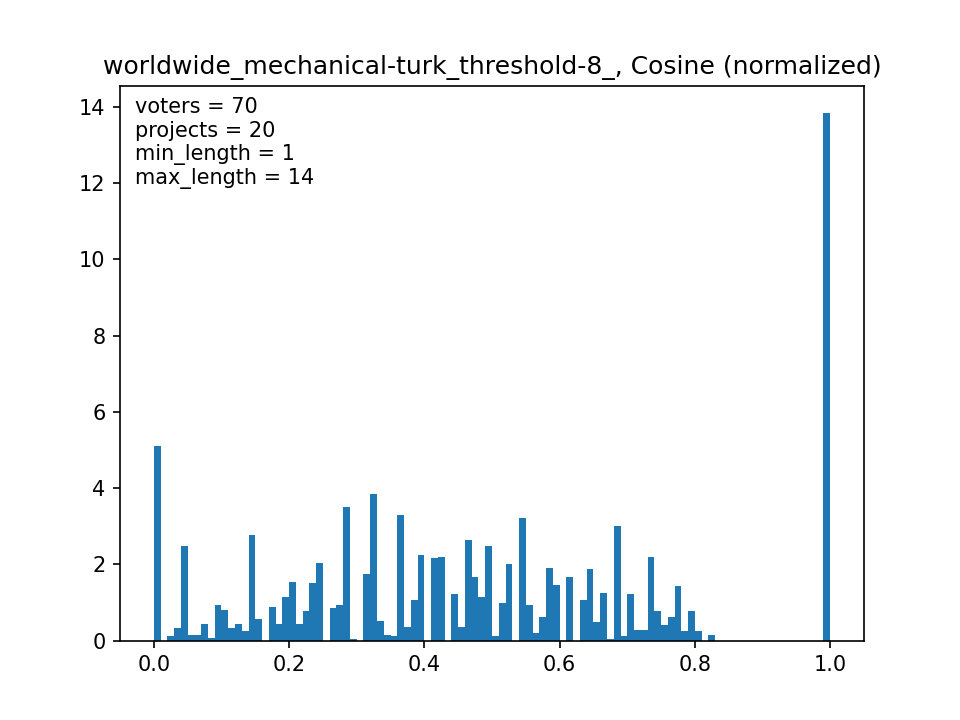 worldwide_mechanical-turk_threshold-8_, Cosine (normalized)
voters = 70
projects = 20
min_length = 1
max_length = 14
14
12
10
8
6
4
2
0
0.0 0.2 0.4 0.6 0.8 1.0